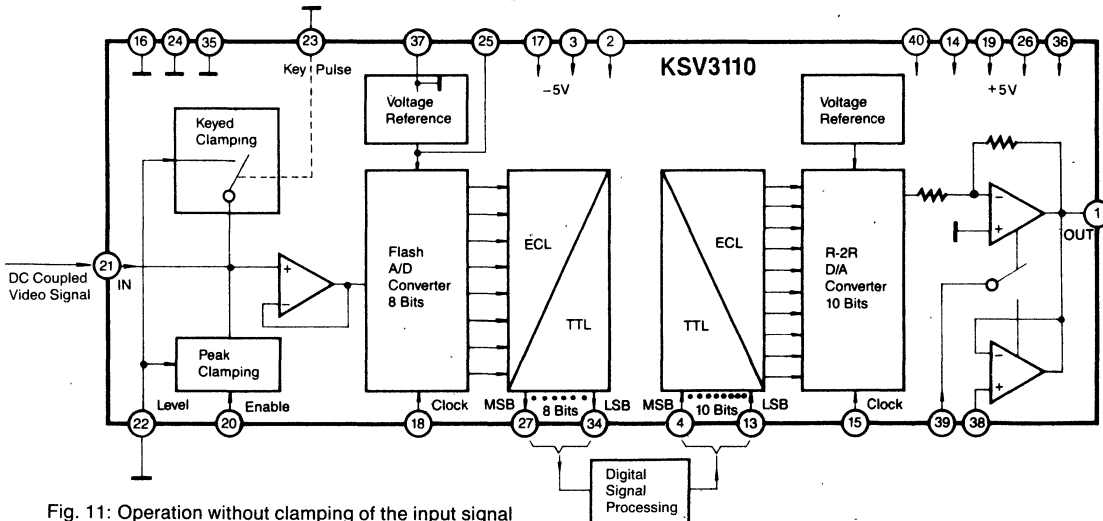 16 24 35 23 37 25 17 3 2 40 14 19 26 36
Key Pulse
-5V
KSV3110
+5V
Keyed
Clamping
Voltage
Reference
Voltage
Reference
DC Coupled
Video Signal
21
IN
+
-
Flash
A/D
Converter
8 Bits
ECL
TTL
ECL
TTL
R-2R
D/A
Converter
10 Bits
-
+
1
OUT
-
+
Peak
Clamping
Level
Enable
Clock
MSB
8 Bits
LSB
MSB
10 Bits
LSB
Clock
22 20 18 27 34 4 13 15 39 38
Digital
Signal
Processing
Fig. 11: Operation without clamping of the input signal